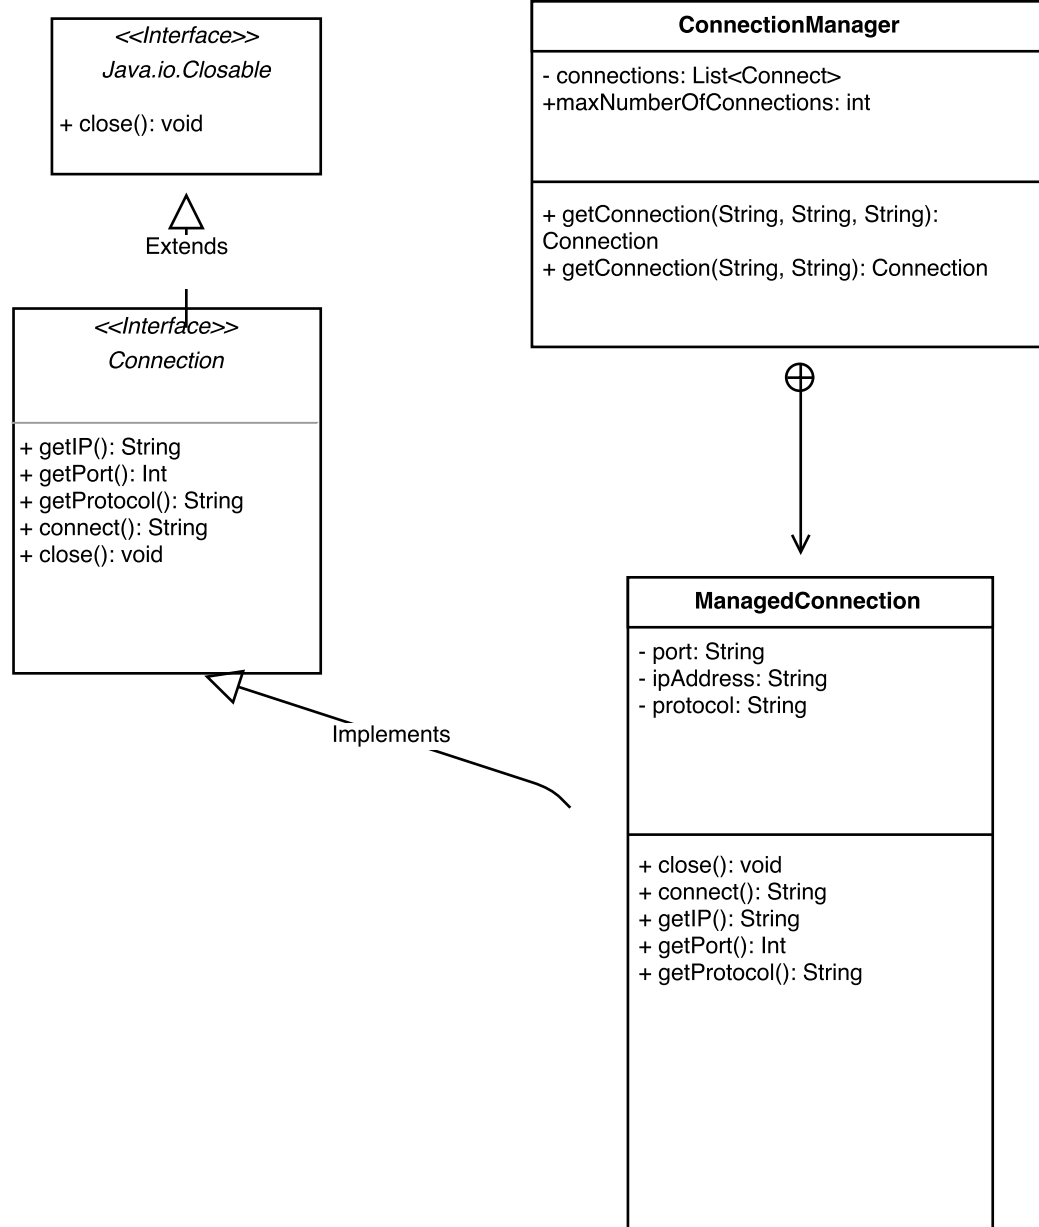 <<Interface>>
Java.io.Closable
+ close(): void
Extends
<<Interface>>
Connection
+ getIP(): String
+ getPort(): Int
+ getProtocol(): String
+ connect(): String
+ close(): void
ConnectionManager
- connections: List<Connect>
+maxNumberOfConnections: int
+ getConnection(String, String, String):
Connection
+ getConnection(String, String): Connection
Implements
ManagedConnection
- port: String
- ipAddress: String
- protocol: String
+ close(): void
+ connect(): String
+ getIP(): String
+ getPort(): Int
+ getProtocol(): String